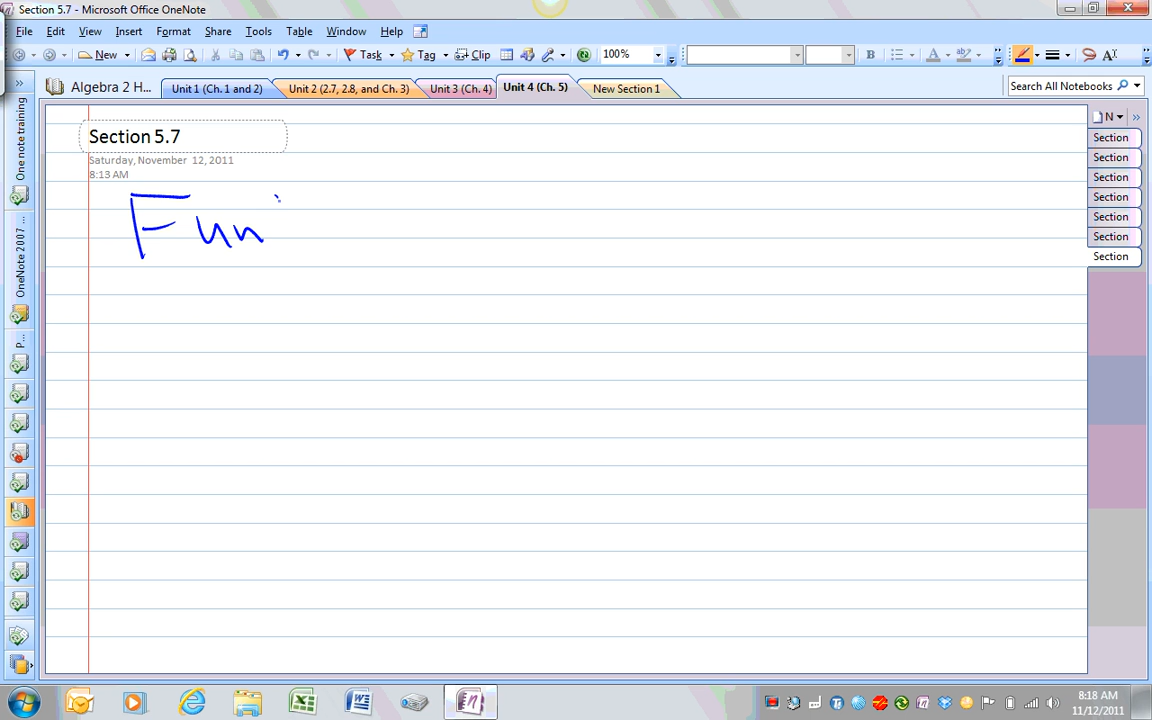 Section 5.7 - Microsoft Office OneNote
File Edit View Insert Format Share Tools Table Window Help
New Task Tag Clip 100% B A
Algebra 2 H... Unit 1 (Ch. 1 and 2) Unit 2 (2.7, 2.8, and Ch. 3) Unit 3 (Ch. 4) Unit 4 (Ch. 5) New Section 1 Search All Notebooks
One note training
OneNote 2007 ...
P...
Section 5.7
Saturday, November 12, 2011
8:13 AM
Fun
N
Section
Section
Section
Section
Section
Section
Section
8:18 AM
11/12/2011